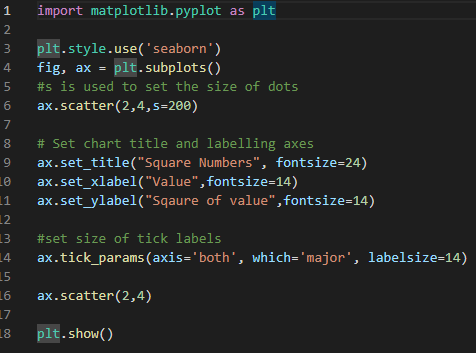 1 import matplotlib.pyplot as plt
2
3 plt.style.use('seaborn')
4 fig, ax = plt.subplots()
5 #s is used to set the size of dots
6 ax.scatter(2,4,s=200)
7
8 # Set chart title and labelling axes
9 ax.set_title("Square Numbers", fontsize=24)
10 ax.set_xlabel("Value",fontsize=14)
11 ax.set_ylabel("Sqaure of value",fontsize=14)
12
13 #set size of tick labels
14 ax.tick_params(axis='both', which='major', labelsize=14)
15
16 ax.scatter(2,4)
17
18 plt.show()